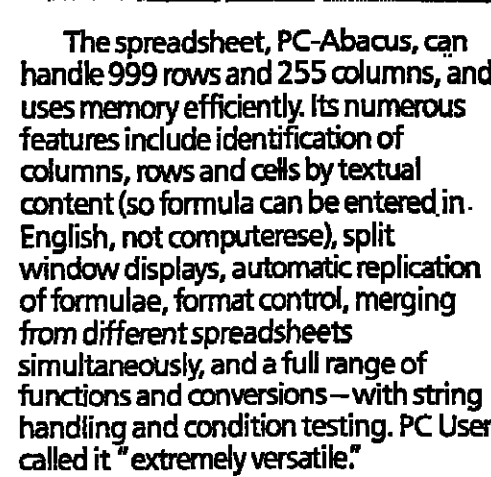 The spreadsheet, PC-Abacus, can
handle 999 rows and 255 columns, and
uses memory efficiently. Its numerous
features include identification of
columns, rows and cells by textual
content (so formula can be entered in
English, not computerese), split
window displays, automatic replication
of formulae, format control, merging
from different spreadsheets
simultaneously, and a full range of
functions and conversions—with string
handling and condition testing. PC User
called it "extremely versatile."